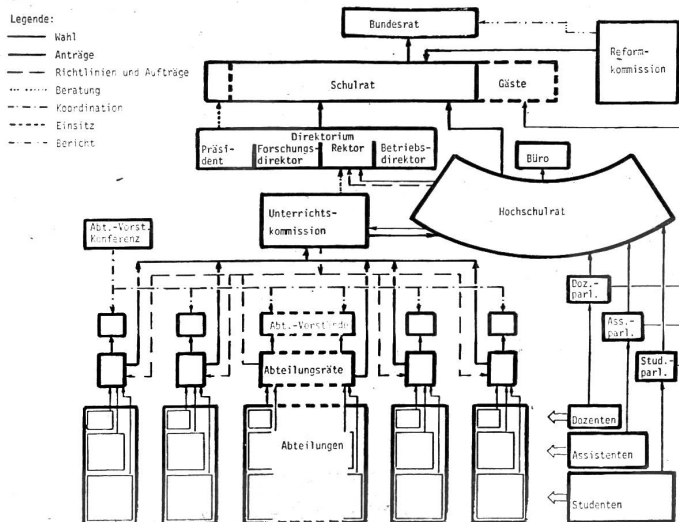 Legende:
Wahl
Anträge
Richtlinien und Aufträge
Beratung
Koordination
Einsitz
Bericht
Bundesrat
Reform-
kommission
Schulrat
Gäste
Direktorium
Präsi-
dent
Forschungs-
direktor
Rektor
Betriebs-
direktor
Büro
Hochschulrat
Unterrichts-
kommission
Abt.-Vorst.
Konferenz
Doz.-
parl.
Ass.-
parl.
Stud.-
parl.
Abt.-Vorstände
Abteilungsräte
Abteilungen
Dozenten
Assistenten
Studenten